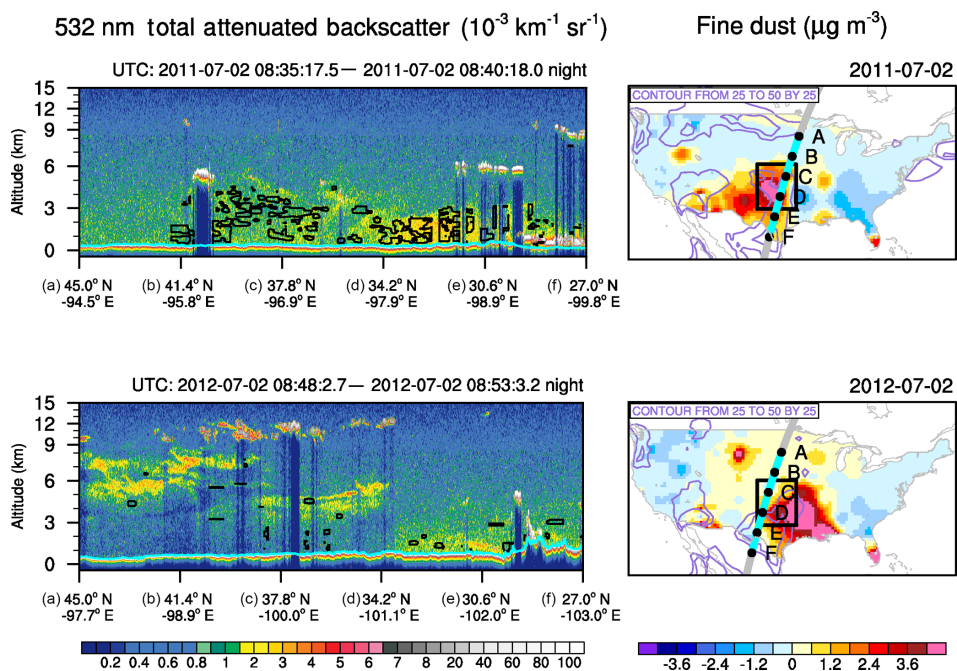 532 nm total attenuated backscatter (10⁻³ km⁻¹ sr⁻¹) Fine dust (μg m⁻³)
UTC: 2011-07-02 08:35:17.5— 2011-07-02 08:40:18.0 night 2011-07-02
15
12
9
6
3
0
Altitude (km)
(a) 45.0° N (b) 41.4° N (c) 37.8° N (d) 34.2° N (e) 30.6° N (f) 27.0° N
-94.5° E -95.8° E -96.9° E -97.9° E -98.9° E -99.8° E
CONTOUR FROM 25 TO 50 BY 25
A
B
C
D
E
F
UTC: 2012-07-02 08:48:2.7— 2012-07-02 08:53:3.2 night 2012-07-02
15
12
9
6
3
0
Altitude (km)
(a) 45.0° N (b) 41.4° N (c) 37.8° N (d) 34.2° N (e) 30.6° N (f) 27.0° N
-97.7° E -98.9° E -100.0° E -101.1° E -102.0° E -103.0° E
CONTOUR FROM 25 TO 50 BY 25
A
B
C
D
E
F
0.2 0.4 0.6 0.8 1 2 3 4 5 6 7 8 20 40 60 80 100
-3.6 -2.4 -1.2 0 1.2 2.4 3.6